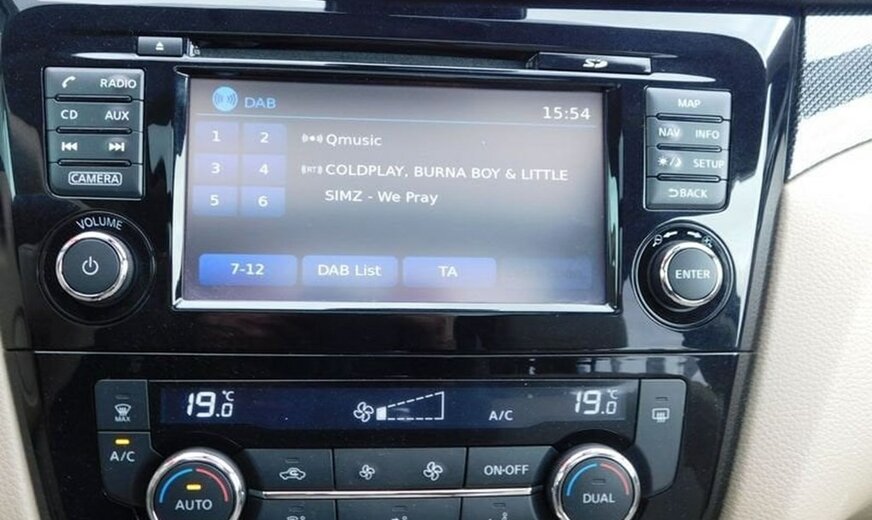 SD
RADIO
CD AUX
CAMERA
VOLUME
DAB
15:54
1 2
3 4
5 6
Qmusic
RT
COLDPLAY, BURNA BOY & LITTLE
SIMZ - We Pray
7-12 DAB List TA
MAP
NAV INFO
SETUP
BACK
ENTER
19.0 °C
A/C
19.0 °C
MAX
A/C
AUTO
ON·OFF
DUAL